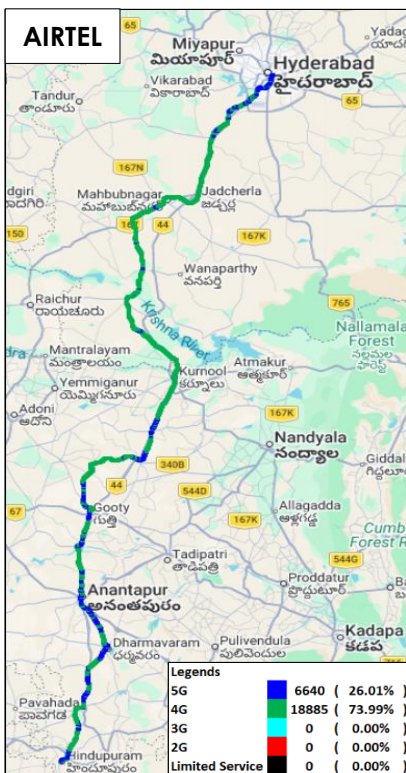 AIRTEL
65
Miyapur
మియాపూర్
Hyderabad
హైదరాబాద్
Tandur
తాండూరు
Vikarabad
వికారాబాద్
65
167N
Mahbubnagar
Jadcherla
జడ్చర్ల
44
167K
150
Wanaparthy
వనపర్తి
Raichur
రాయచూరు
Krishna River
765
Nallamala
Forest
Mantralayam
మంత్రాలయం
Atmakur
ఆత్మకూర్
Kurnool
కర్నూలు
Yemmiganur
యెమ్మిగనూరు
Adoni
ఆదోని
167K
Nandyala
నంద్యాల
340B
44
544D
67
Gooty
గుత్తి
Allagadda
ఆళ్లగడ్డ
167K
544G
Tadipatri
తాడిపత్రి
Anantapur
అనంతపురం
Proddatur
ప్రొద్దుటూర్
Dharmavaram
ధర్మవరం
Pulivendula
పులివెందుల
Kadapa
కడప
Pavahada
పావగడ
Hindupuram
హిందూపురం
Legends
5G 6640 ( 26.01% )
4G 18885 ( 73.99% )
3G 0 ( 0.00% )
2G 0 ( 0.00% )
Limited Service 0 ( 0.00% )